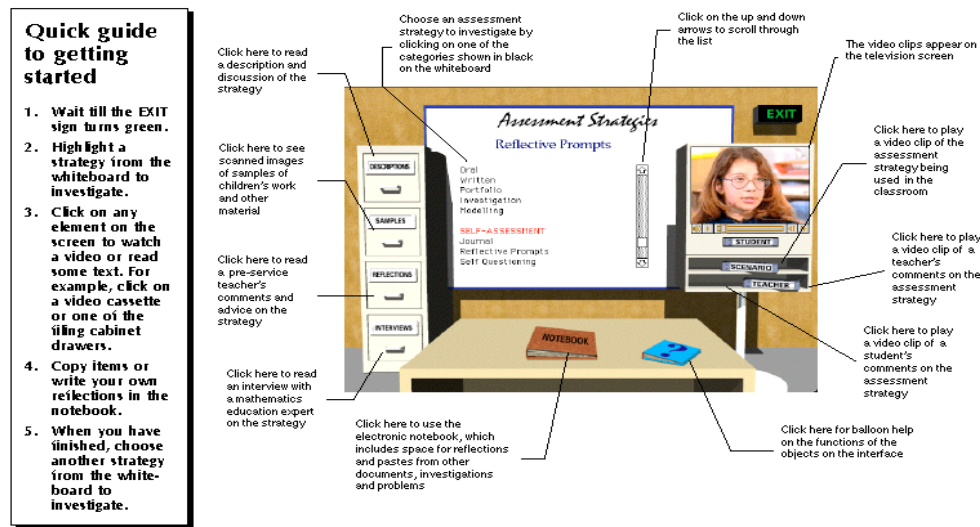 Quick guide
to getting
started
1. Wait till the EXIT
sign turns green.
2. Highlight a
strategy from the
whiteboard to
investigate.
3. Click on any
element on the
screen to watch
a video or read
some text. For
example, click on
a video cassette
or one of the
filing cabinet
drawers.
4. Copy items or
write your own
reflections in the
notebook.
5. When you have
finished, choose
another strategy
from the white-
board to
investigate.
Click here to read
a description and
discussion of the
strategy
Click here to see
scanned images
of samples of
children's work
and other
material
Click here to read
a pre-service
teacher's
comments and
advice on the
strategy
Click here to read
an interview with
a mathematics
education expert
on the strategy
Choose an assessment
strategy to investigate by
clicking on one of the
categories shown in black
on the whiteboard
Click on the up and down
arrows to scroll through
the list
The video clips appear on
the television screen
EXIT
Assessment Strategies
Reflective Prompts
Oral
Written
Portfolio
Investigation
Modelling
SELF-ASSESSMENT
Journal
Reflective Prompts
Self Questioning
DESCRIPTIONS
SAMPLES
REFLECTIONS
INTERVIEWS
STUDENT
SCENARIO
TEACHER
NOTEBOOK
?
Click here to play
a video clip of the
assessment
strategy being
used in the
classroom
Click here to play
a video clip of a
teacher's
comments on the
assessment
strategy
Click here to play
a video clip of a
student's
comments on the
assessment
strategy
Click here to use the
electronic notebook, which
includes space for reflections
and pastes from other
documents, investigations
and problems
Click here for balloon help
on the functions of the
objects on the interface